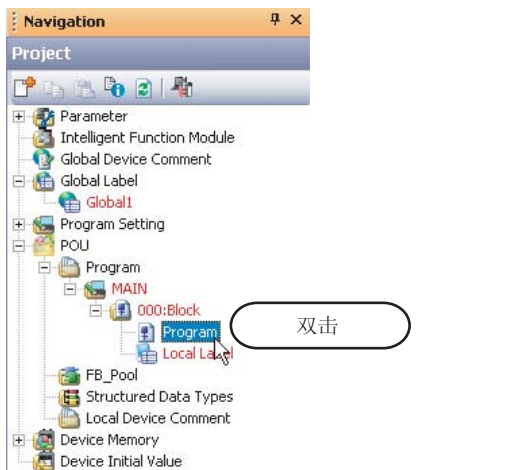 Navigation
Project
Parameter
Intelligent Function Module
Global Device Comment
Global Label
Global1
Program Setting
POU
Program
MAIN
000:Block
Program
双击
Local Label
FB_Pool
Structured Data Types
Local Device Comment
Device Memory
Device Initial Value